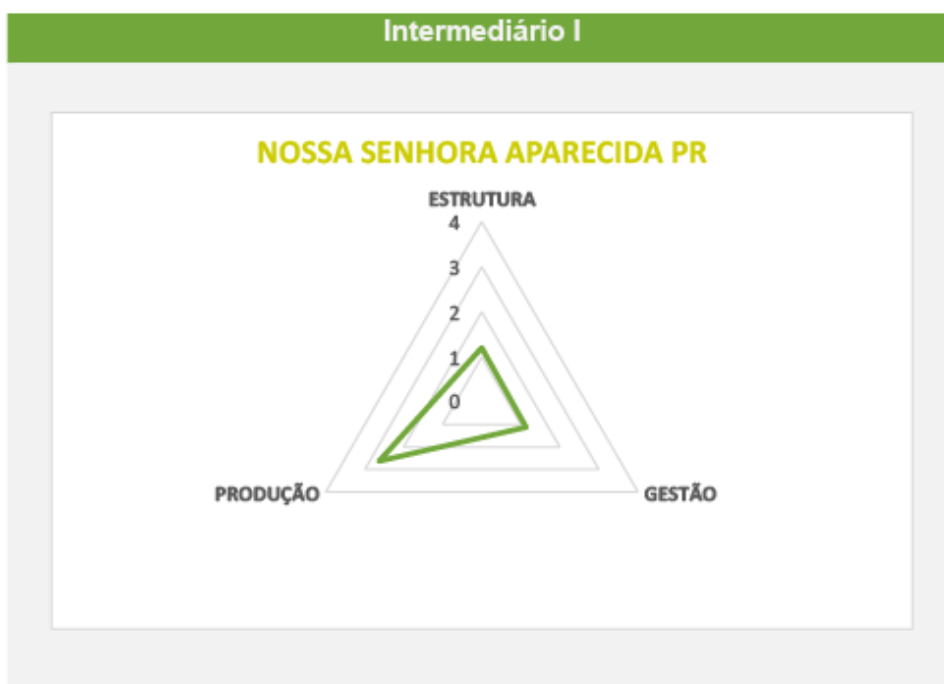 Intermediário I
NOSSA SENHORA APARECIDA PR
ESTRUTURA
4
3
2
1
0
PRODUÇÃO
GESTÃO